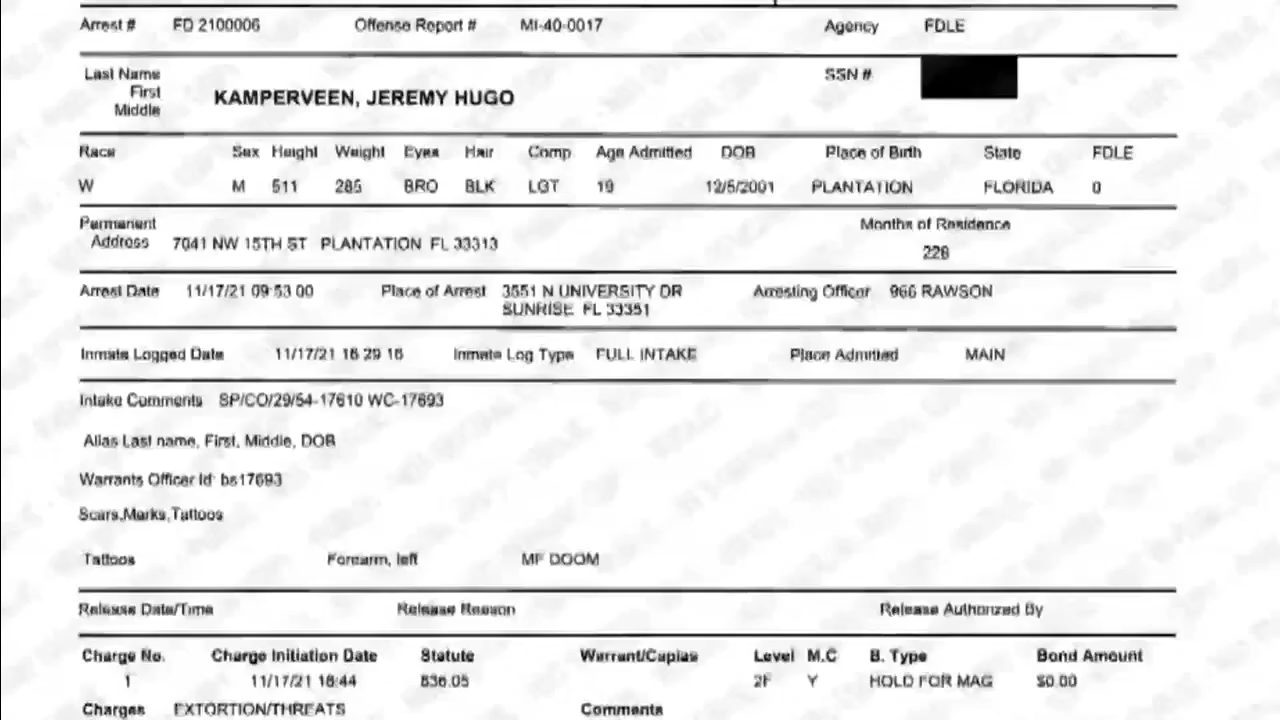 Arrest # FD 2100006 Offense Report # MI-40-0017 Agency FDLE
Last Name SSN #
First
KAMPERVEEN, JEREMY HUGO
Middle
Race Sex Height Weight Eyes Hair Comp Age Admitted DOB Place of Birth State FDLE
W M 511 285 BRO BLK LGT 19 12/5/2001 PLANTATION FLORIDA 0
Permanent Months of Residence
Address 7041 NW 15TH ST PLANTATION FL 33313
228
Arrest Date 11/17/21 09 53 00 Place of Arrest 3551 N UNIVERSITY DR Arresting Officer 966 RAWSON
SUNRISE FL 33351
Inmate Logged Date 11/17/21 16 29 16 Inmate Log Type FULL INTAKE Place Admitted MAIN
Intake Comments SP/CO/29/54-17610 WC-17693
Alias Last name, First, Middle, DOB
Warrants Officer Id bs17693
Scars,Marks,Tattoos
Tattoos Forearm, left MF DOOM
Release Date/Time Release Reason Release Authorized By
Charge No. Charge Initiation Date Statute Warrant/Capias Level M.C B. Type Bond Amount
1 11/17/21 16:44 836.05 2F Y HOLD FOR MAG $0.00
Charges EXTORTION/THREATS Comments